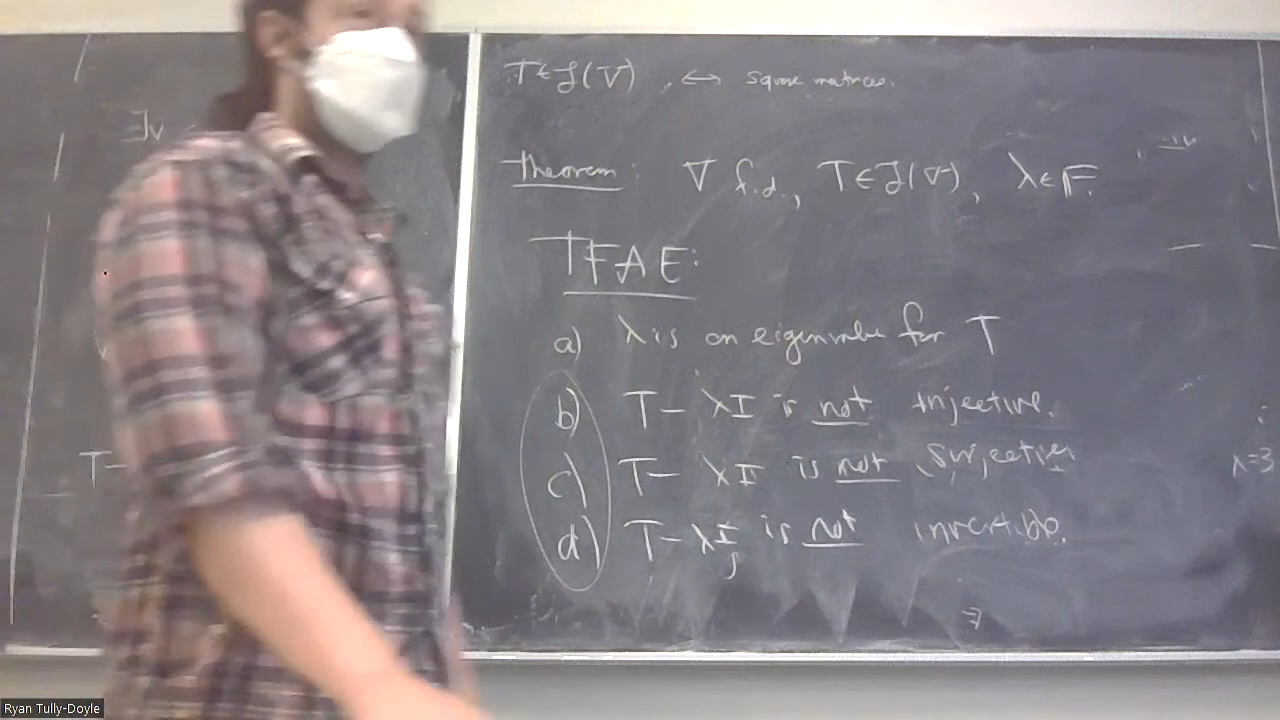 T ∈ ℒ(V) ⟷ square matrices.
∃v
Theorem: V f.d., T ∈ ℒ(V), λ ∈ F.
TFAE:
a) λ is an eigenvalue for T
b) T - λI is not injective.
c) T - λI is not surjective
d) T - λI is not invertible.
T-
λ=3
Ryan Tully-Doyle